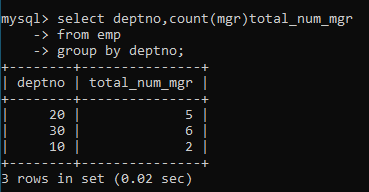 mysql> select deptno,count(mgr)total_num_mgr
    -> from emp
    -> group by deptno;
+--------+---------------+
| deptno | total_num_mgr |
+--------+---------------+
|     20 |             5 |
|     30 |             6 |
|     10 |             2 |
+--------+---------------+
3 rows in set (0.02 sec)